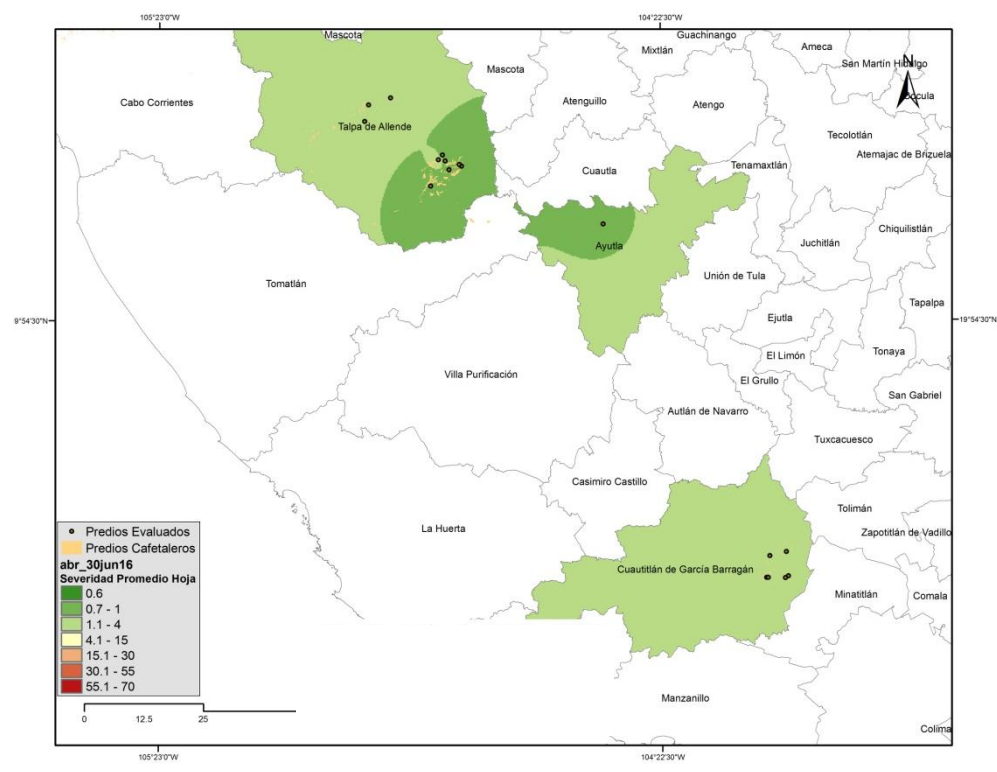 105°23'0"W
104°22'30"W
Mascota
Guachinango
Mixtlán
Ameca
Mascota
San Martín Hidalgo
N
Cabo Corrientes
Atenguillo
Atengo
Cocula
Talpa de Allende
Tecolotlán
Atemajac de Brizuela
Cuautla
Tenamaxtlán
Chiquilistlán
Ayutla
Juchitlán
Unión de Tula
Tomatlán
Tapalpa
9°54'30"N
19°54'30"N
Ejutla
El Limón
Tonaya
Villa Purificación
El Grullo
San Gabriel
Autlán de Navarro
Tuxcacuesco
Casimiro Castillo
Tolimán
La Huerta
Zapotitlán de Vadillo
Cuautitlán de García Barragán
Minatitlán
Comala
Manzanillo
Colima
Predios Evaluados
Predios Cafetaleros
abr_30jun16
Severidad Promedio Hoja
0.6
0.7 - 1
1.1 - 4
4.1 - 15
15.1 - 30
30.1 - 55
55.1 - 70
0 12.5 25
105°23'0"W
104°22'30"W